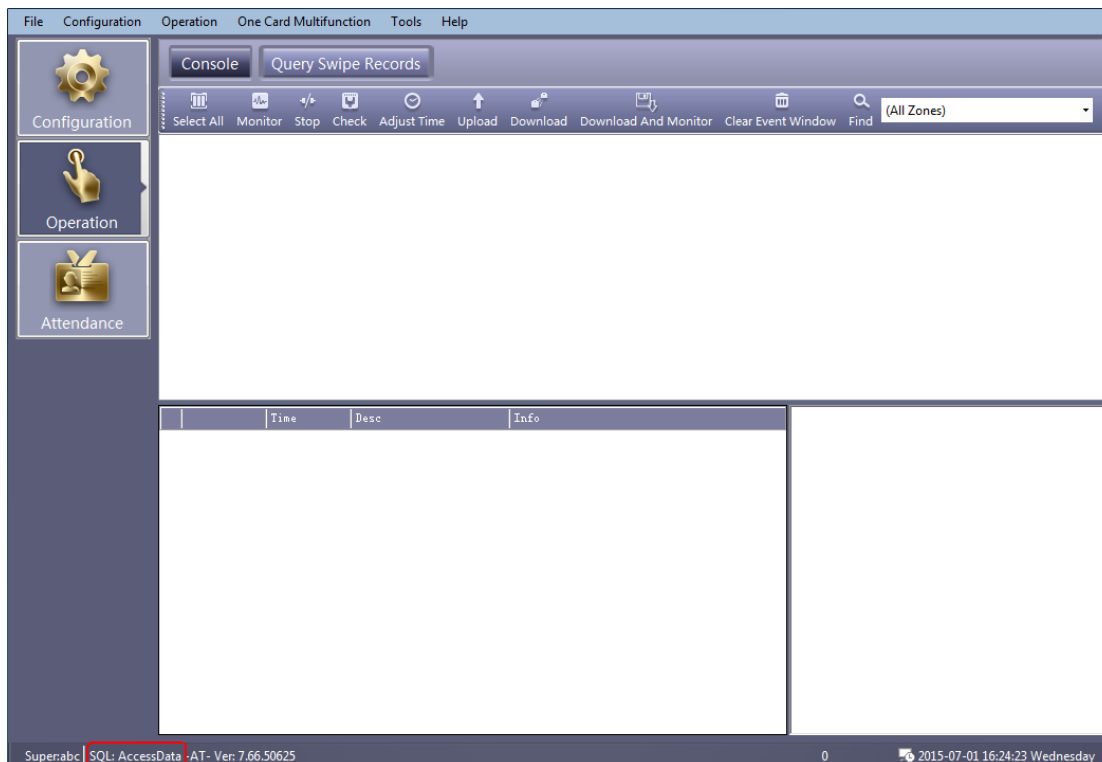 File Configuration Operation One Card Multifunction Tools Help
Console Query Swipe Records
Configuration
Select All Monitor Stop Check Adjust Time Upload Download Download And Monitor Clear Event Window Find (All Zones)
Operation
Attendance
Time Desc Info
Super:abc SQL: AccessData -AT- Ver: 7.66.50625 0 2015-07-01 16:24:23 Wednesday